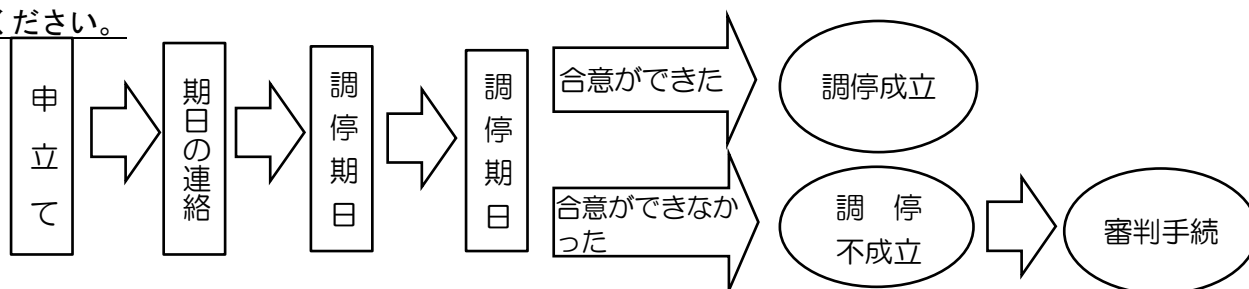 ください。
申立て
期日の連絡
調停期日
調停期日
合意ができた
調停成立
合意ができなか
った
調　停
不成立
審判手続